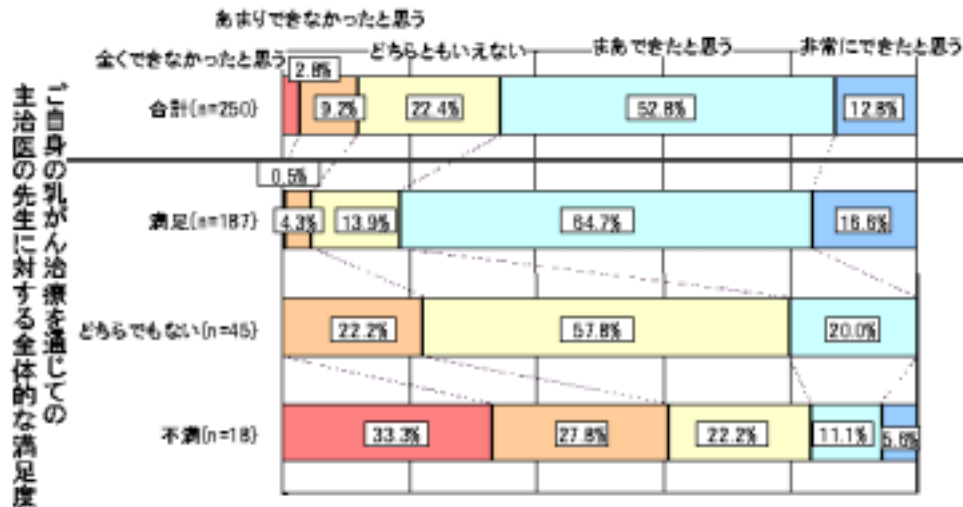 あまりできなかったと思う
全くできなかったと思う
どちらともいえない
まあできたと思う
非常にできたと思う
ご自身の乳がん治療を通じての
主治医の先生に対する全体的な満足度
合計(n=250)
2.8%
9.2%
22.4%
52.8%
12.8%
満足(n=187)
0.5%
4.3%
13.9%
64.7%
16.6%
どちらでもない(n=45)
22.2%
57.8%
20.0%
不満(n=18)
33.3%
27.8%
22.2%
11.1%
5.6%